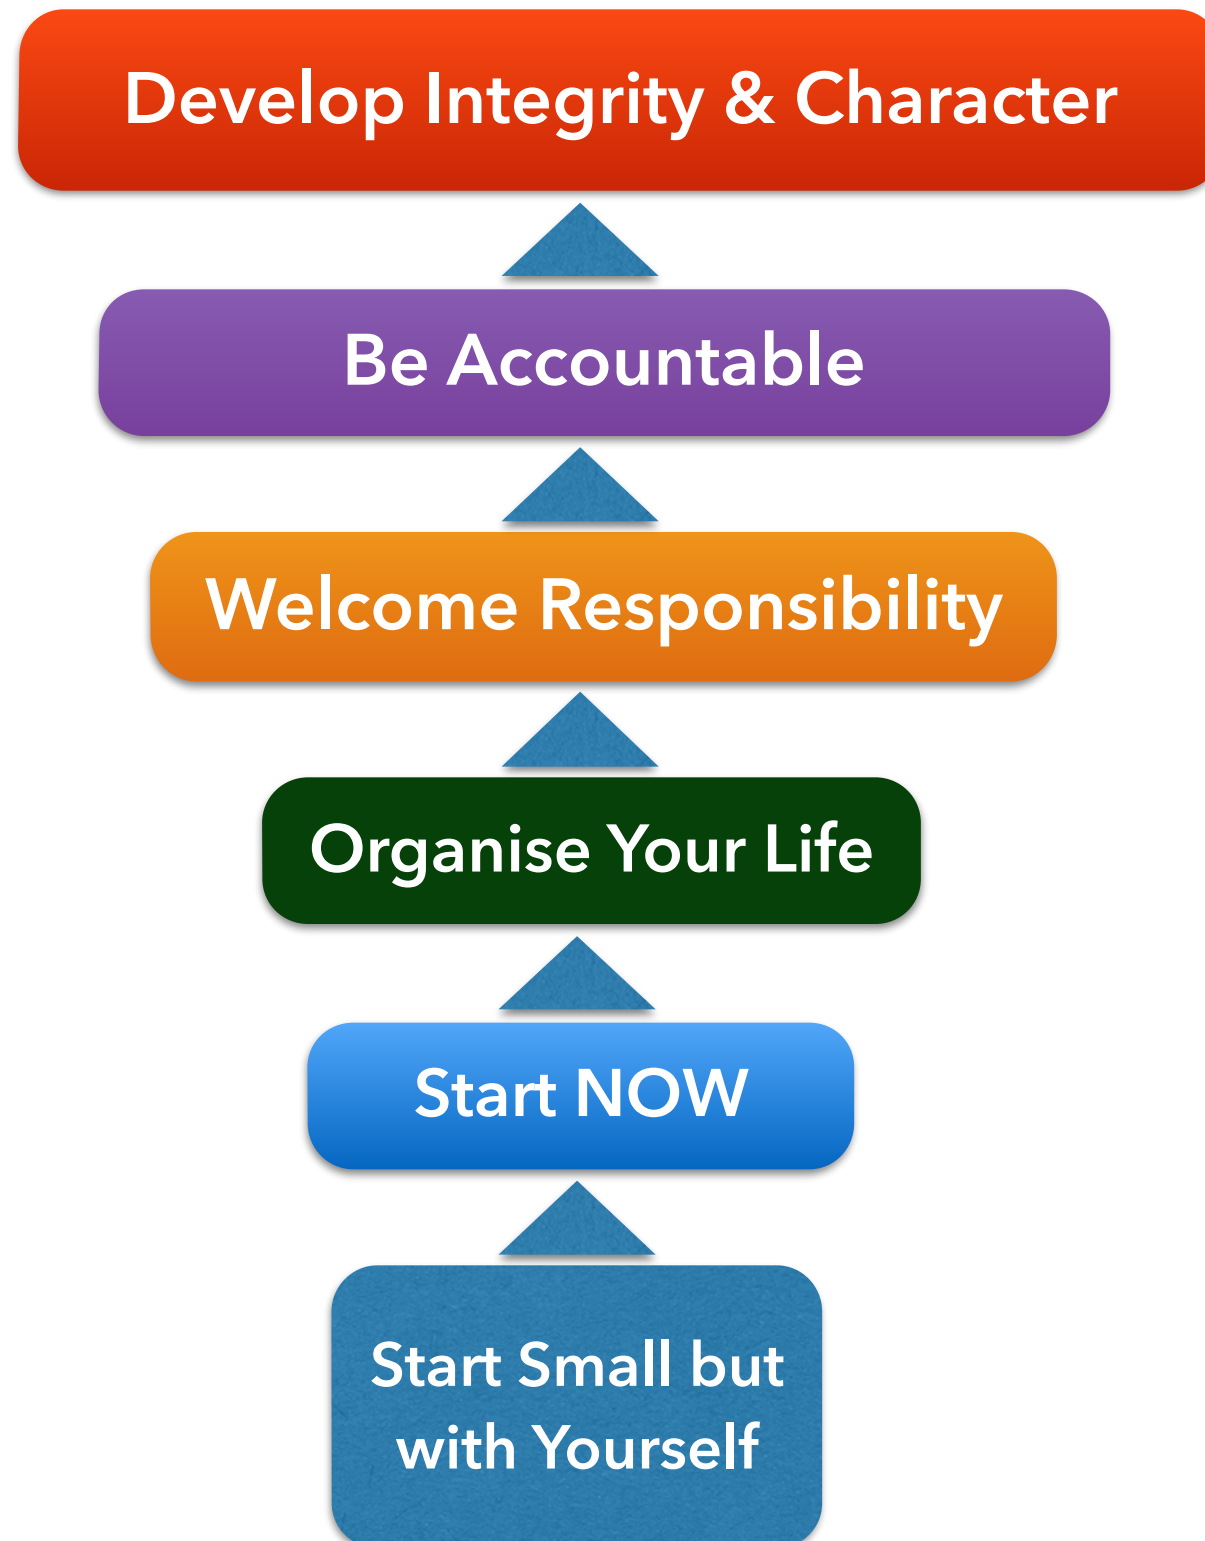 Develop Integrity & Character
Be Accountable
Welcome Responsibility
Organise Your Life
Start NOW
Start Small but
with Yourself